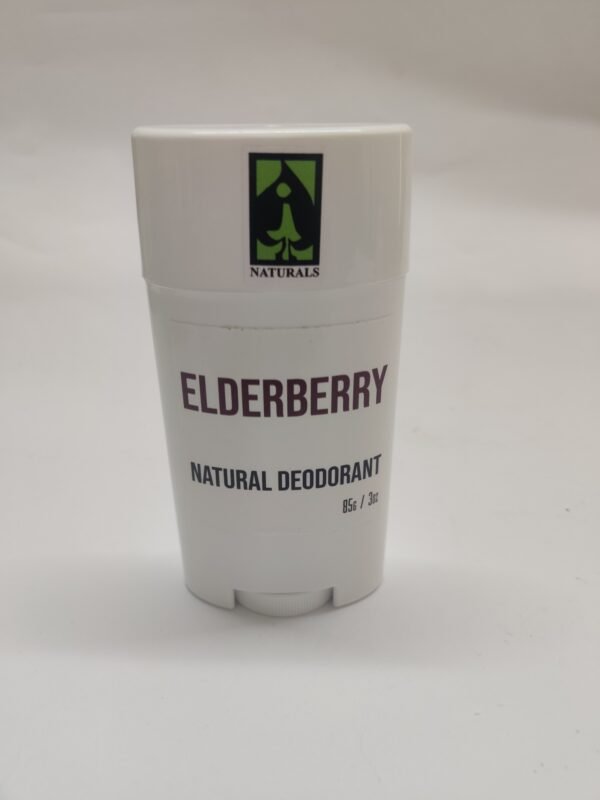 NATURALS
ELDERBERRY
NATURAL DEODORANT
85G / 3OZ